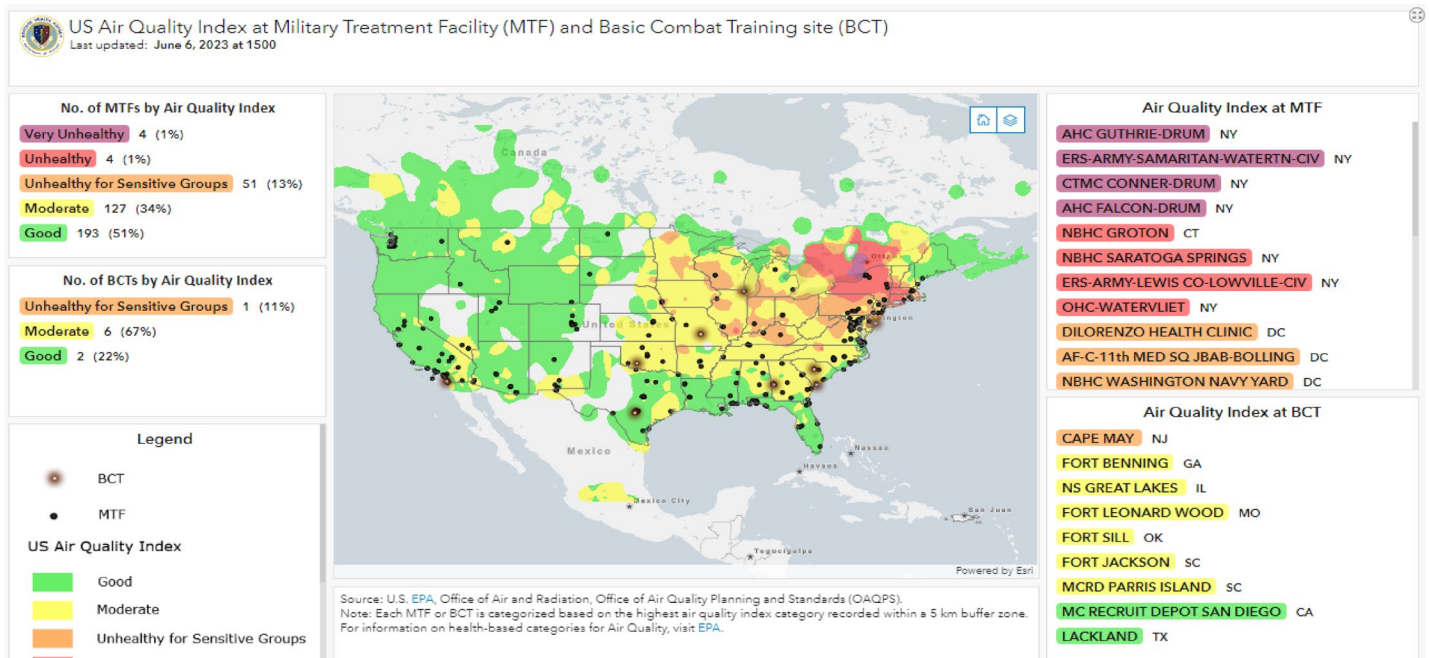 US Air Quality Index at Military Treatment Facility (MTF) and Basic Combat Training site (BCT)
Last updated: June 6, 2023 at 1500
No. of MTFs by Air Quality Index
Very Unhealthy 4 (1%)
Unhealthy 4 (1%)
Unhealthy for Sensitive Groups 51 (13%)
Moderate 127 (34%)
Good 193 (51%)
No. of BCTs by Air Quality Index
Unhealthy for Sensitive Groups 1 (11%)
Moderate 6 (67%)
Good 2 (22%)
Legend
BCT
MTF
US Air Quality Index
Good
Moderate
Unhealthy for Sensitive Groups
Canada
United States
Mexico
Nassau
Havana
Mexico City
San Juan
Tegucigalpa
Powered by Esri
Source: U.S. EPA, Office of Air and Radiation, Office of Air Quality Planning and Standards (OAQPS).
Note: Each MTF or BCT is categorized based on the highest air quality index category recorded within a 5 km buffer zone.
For information on health-based categories for Air Quality, visit EPA.
Air Quality Index at MTF
AHC GUTHRIE-DRUM NY
ERS-ARMY-SAMARITAN-WATERTN-CIV NY
CTMC CONNER-DRUM NY
AHC FALCON-DRUM NY
NBHC GROTON CT
NBHC SARATOGA SPRINGS NY
ERS-ARMY-LEWIS CO-LOWVILLE-CIV NY
OHC-WATERVLIET NY
DILORENZO HEALTH CLINIC DC
AF-C-11th MED SQ JBAB-BOLLING DC
NBHC WASHINGTON NAVY YARD DC
Air Quality Index at BCT
CAPE MAY NJ
FORT BENNING GA
NS GREAT LAKES IL
FORT LEONARD WOOD MO
FORT SILL OK
FORT JACKSON SC
MCRD PARRIS ISLAND SC
MC RECRUIT DEPOT SAN DIEGO CA
LACKLAND TX